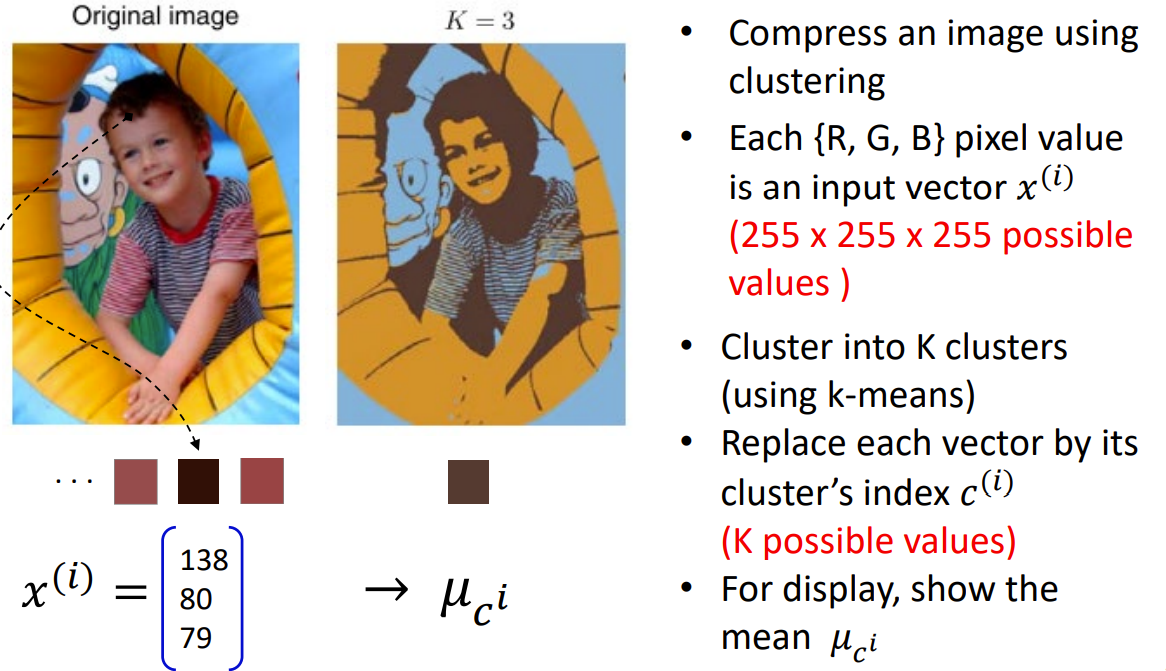 Original image
K = 3
. . .
x^(i) = [138
80
79]
→ μ_c^i
• Compress an image using
clustering
• Each {R, G, B} pixel value
is an input vector x^(i)
(255 x 255 x 255 possible
values )
• Cluster into K clusters
(using k-means)
• Replace each vector by its
cluster’s index c^(i)
(K possible values)
• For display, show the
mean μ_c^i